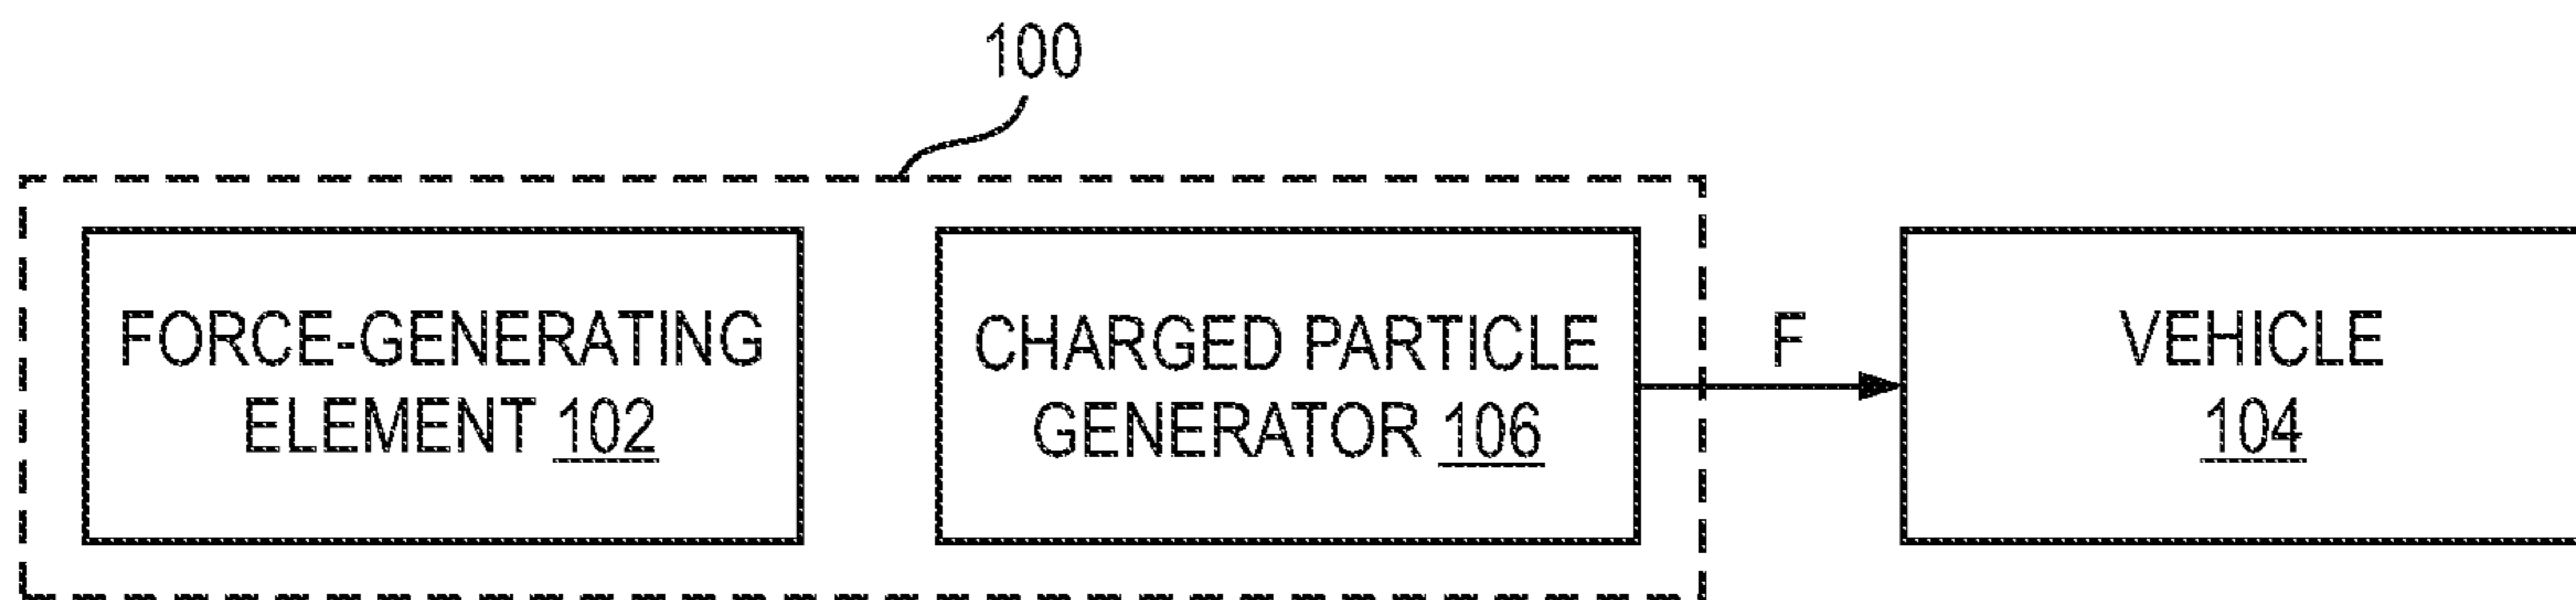 100
FORCE-GENERATING
ELEMENT 102
CHARGED PARTICLE
GENERATOR 106
F
VEHICLE
104